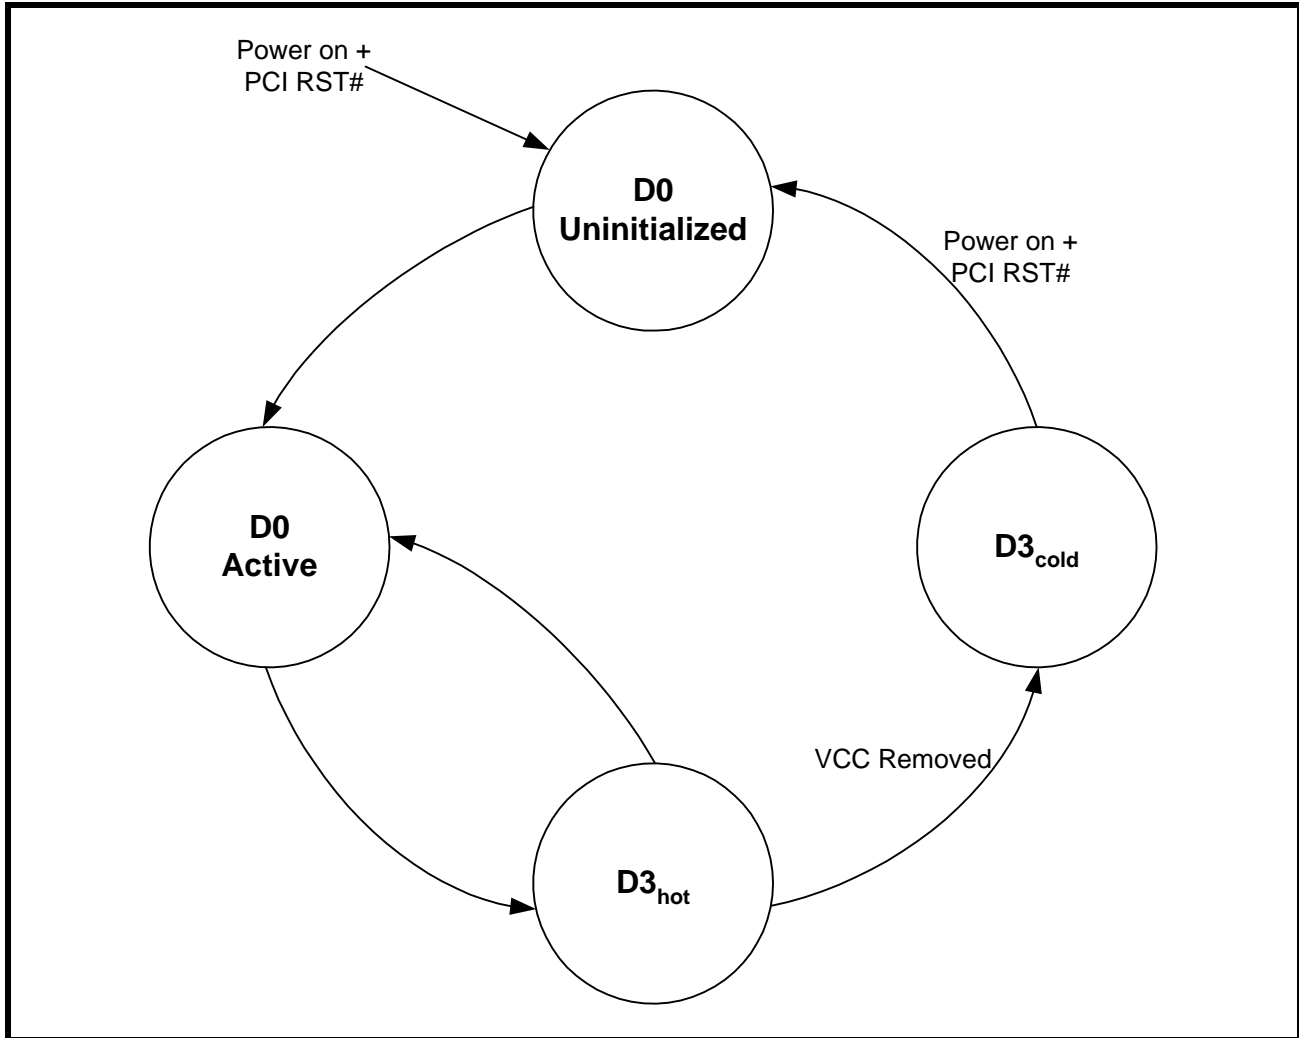 Power on +
PCI RST#
D0
Uninitialized
Power on +
PCI RST#
D0
Active
D3cold
VCC Removed
D3hot